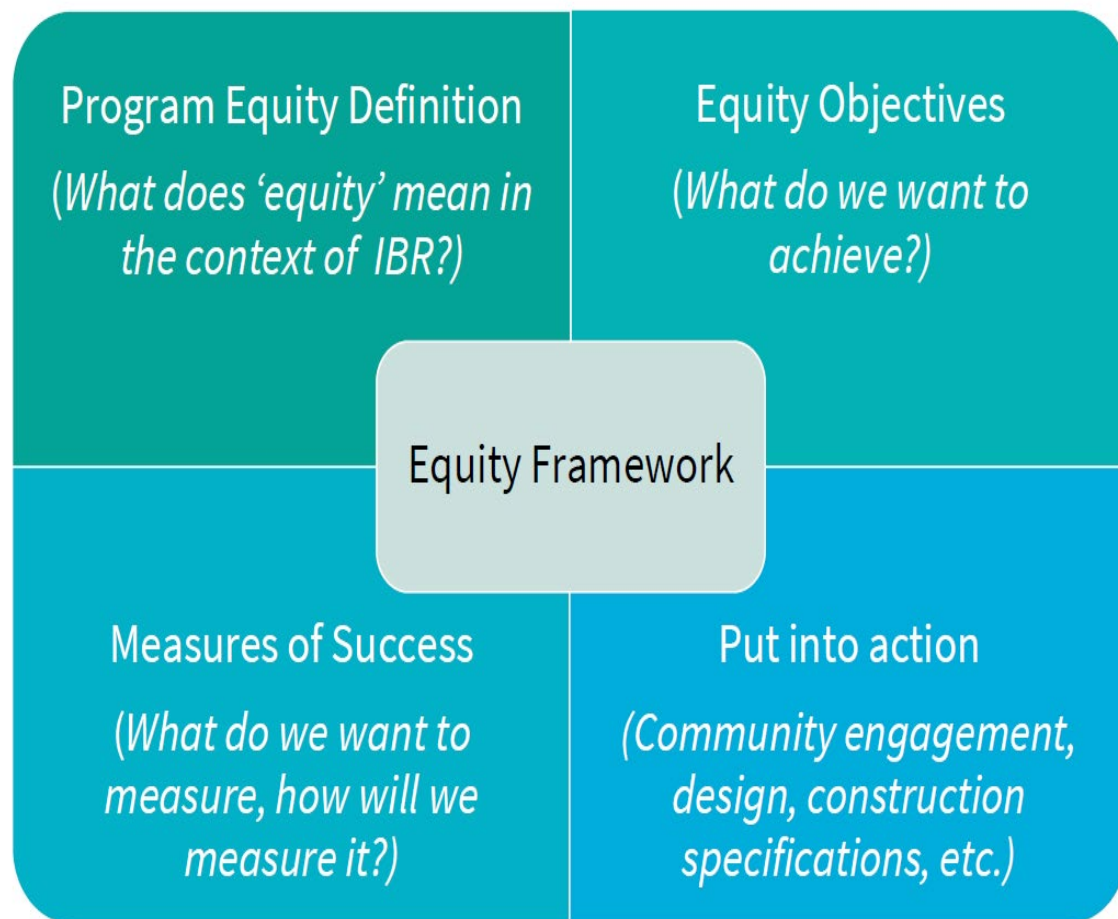 Program Equity Definition
(What does ‘equity’ mean in
the context of IBR?)
Equity Objectives
(What do we want to
achieve?)
Equity Framework
Measures of Success
(What do we want to
measure, how will we
measure it?)
Put into action
(Community engagement,
design, construction
specifications, etc.)